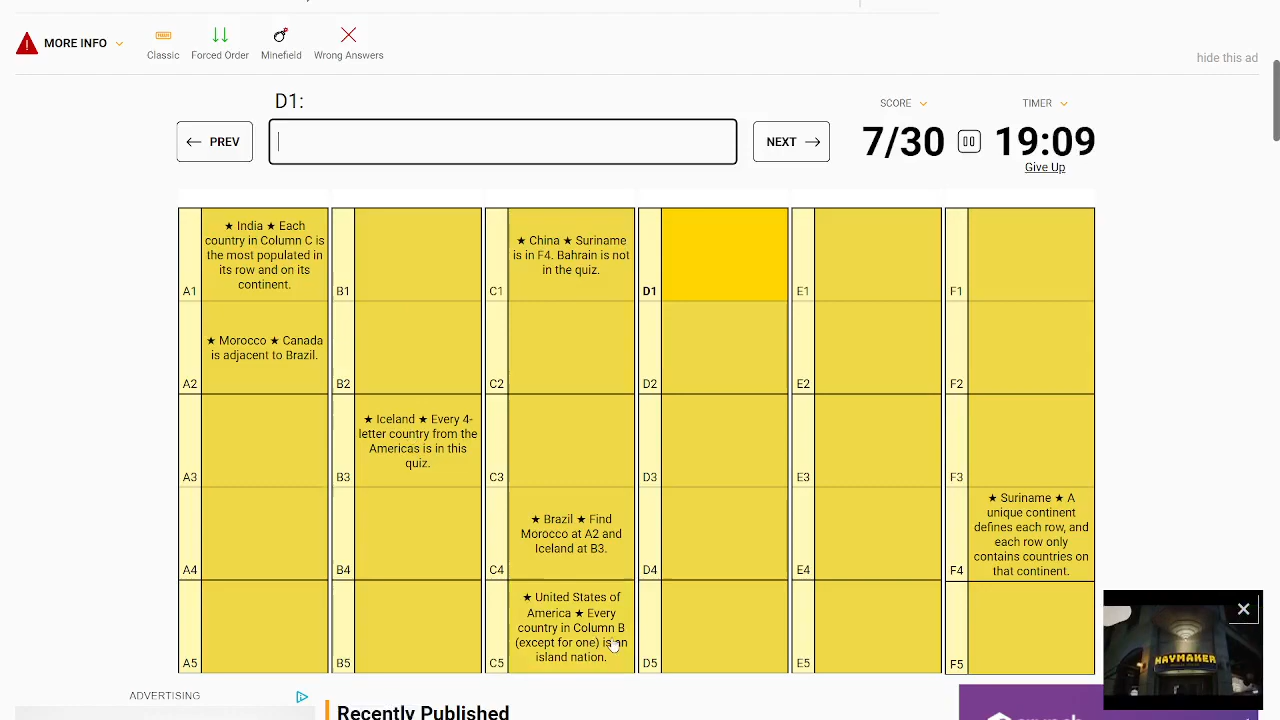 MORE INFO
Classic
Forced Order
Minefield
Wrong Answers
hide this ad
D1:
SCORE
TIMER
PREV
NEXT
7/30
19:09
Give Up
★ India ★ Each
country in Column C is
the most populated in
its row and on its
continent.
A1
B1
★ China ★ Suriname
is in F4. Bahrain is not
in the quiz.
C1
D1
E1
F1
★ Morocco ★ Canada
is adjacent to Brazil.
A2
B2
C2
D2
E2
F2
A3
★ Iceland ★ Every 4-
letter country from the
Americas is in this
quiz.
B3
C3
D3
E3
F3
A4
B4
★ Brazil ★ Find
Morocco at A2 and
Iceland at B3.
C4
D4
E4
★ Suriname ★ A
unique continent
defines each row, and
each row only
contains countries on
that continent.
F4
A5
B5
★ United States of
America ★ Every
country in Column B
(except for one) is an
island nation.
C5
D5
E5
F5
HAYMAKER
ADVERTISING
Recently Published
crunch